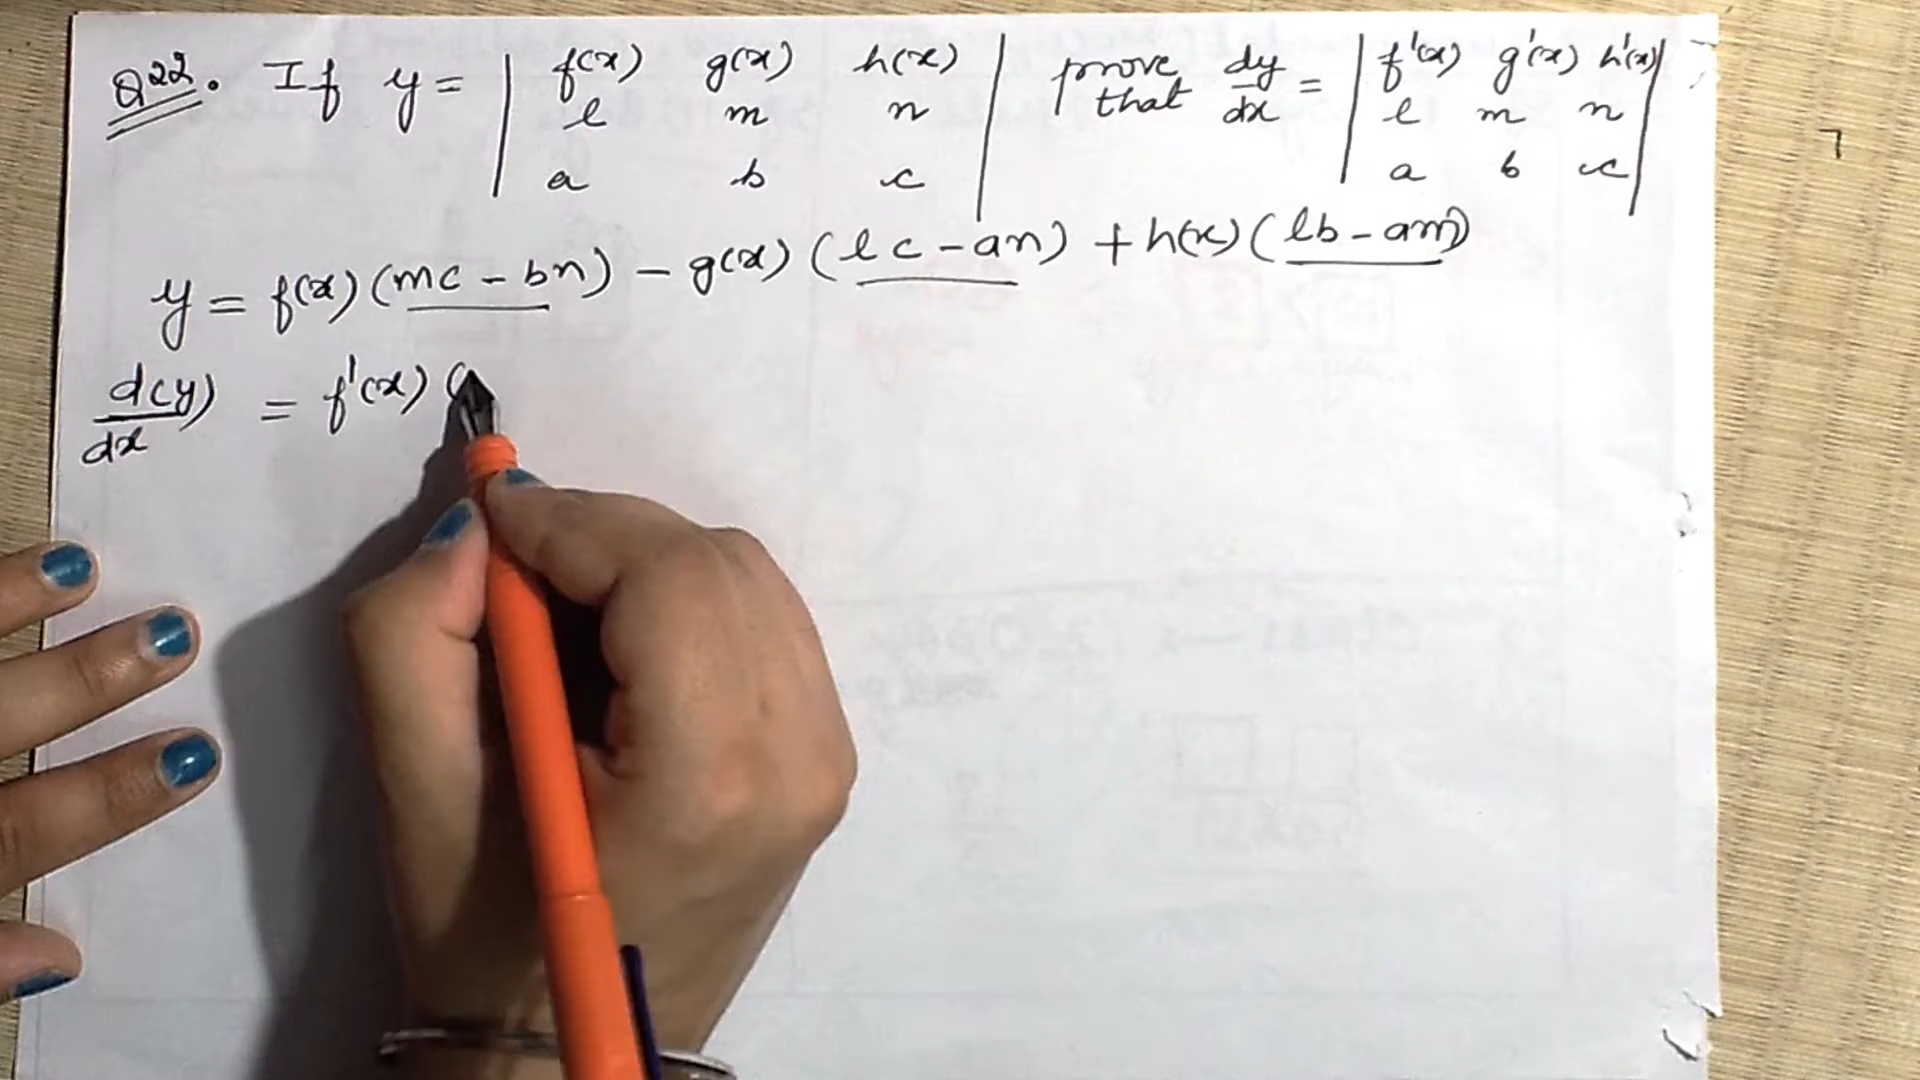 Q22. If y = | f(x) g(x) h(x) | prove that dy/dx = | f'(x) g'(x) h'(x) |
l m n l m n
a b c a b c
y = f(x) (mc - bn) - g(x) (lc - an) + h(x) (lb - am)
d(y)/dx = f'(x) (